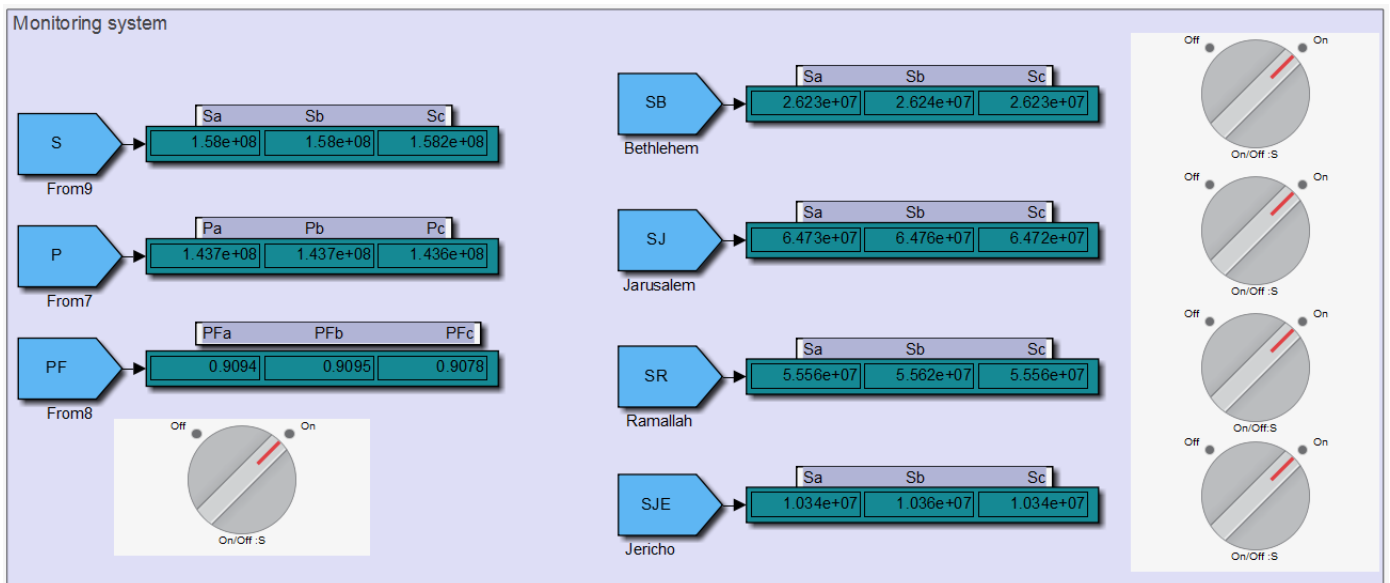 Monitoring system
Sa Sb Sc
S 1.58e+08 1.58e+08 1.582e+08
From9
Pa Pb Pc
P 1.437e+08 1.437e+08 1.436e+08
From7
PFa PFb PFc
PF 0.9094 0.9095 0.9078
From8
Off On
On/Off :S
Sa Sb Sc
SB 2.623e+07 2.624e+07 2.623e+07
Bethlehem
Sa Sb Sc
SJ 6.473e+07 6.476e+07 6.472e+07
Jarusalem
Sa Sb Sc
SR 5.556e+07 5.562e+07 5.556e+07
Ramallah
Sa Sb Sc
SJE 1.034e+07 1.036e+07 1.034e+07
Jericho
Off On
On/Off :S
Off On
On/Off :S
Off On
On/Off:S
Off On
On/Off :S